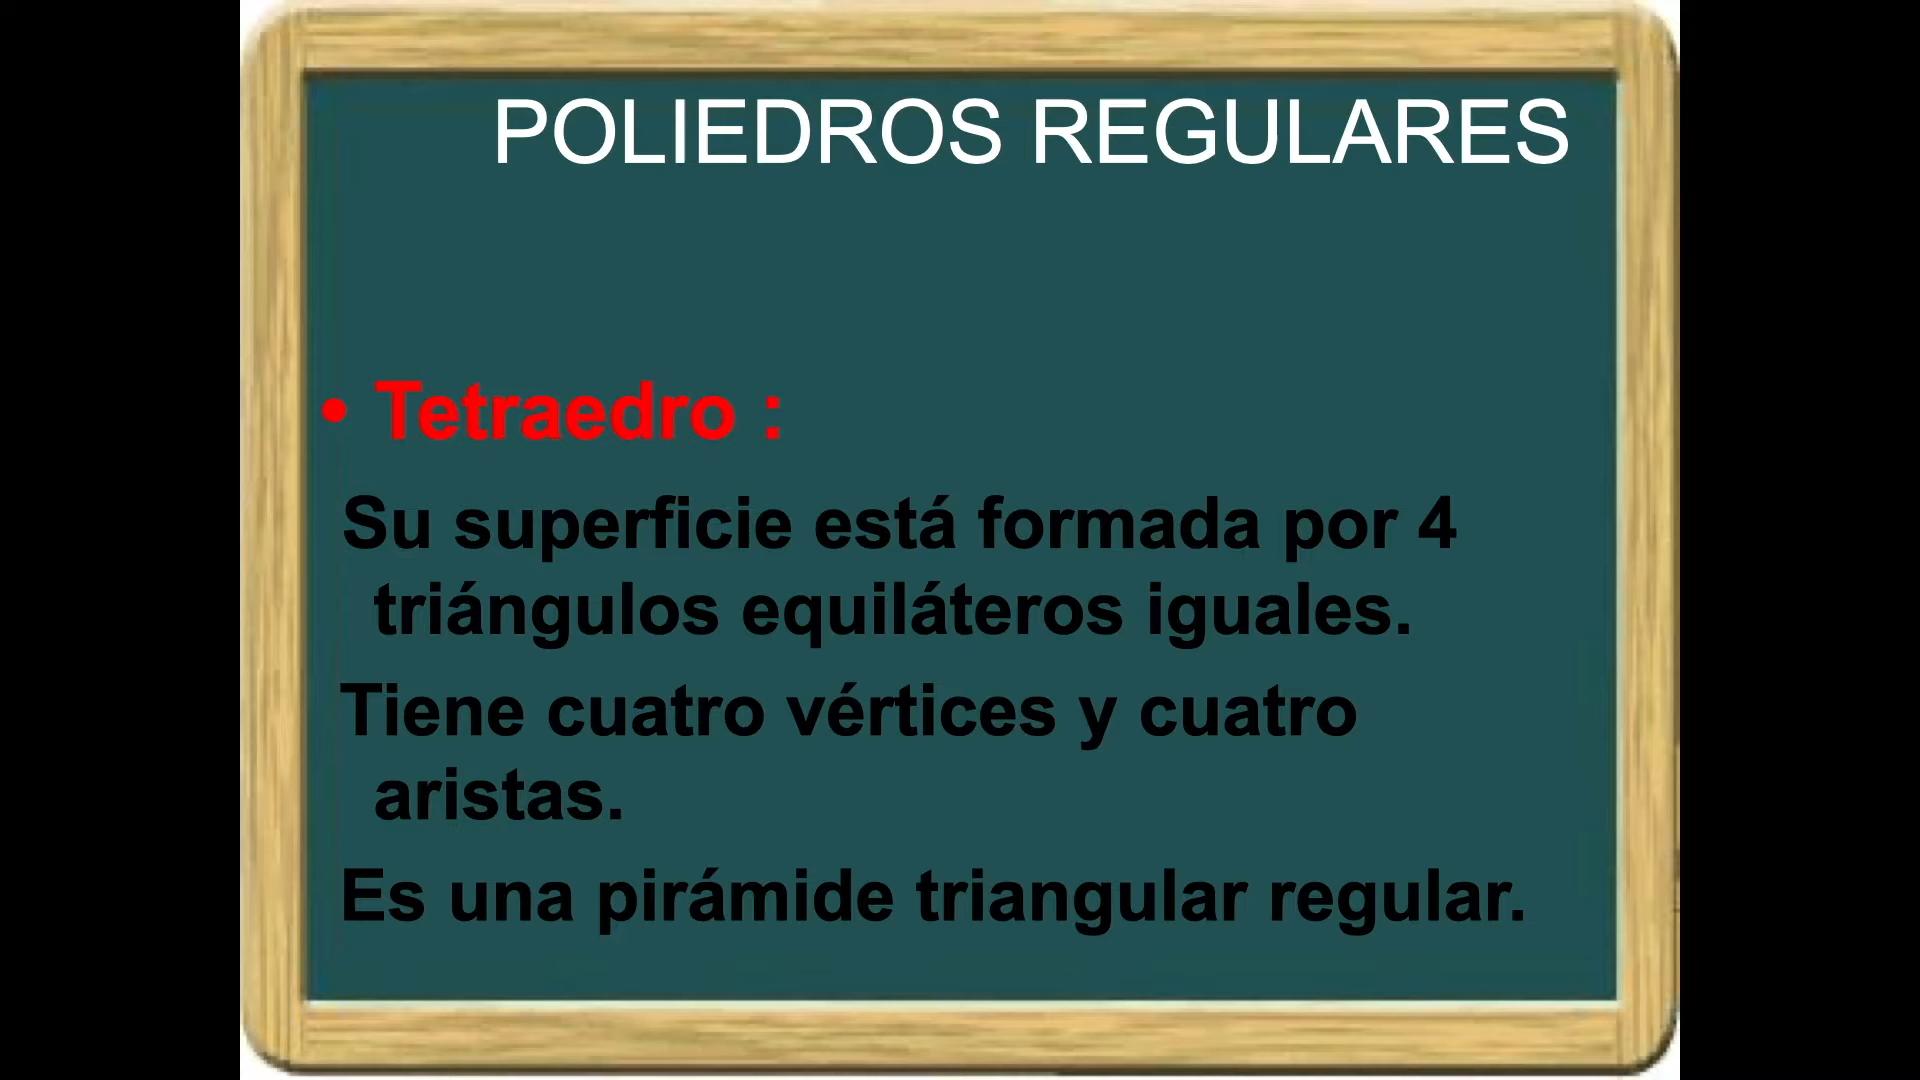 POLIEDROS REGULARES
• Tetraedro :
Su superficie está formada por 4
triángulos equiláteros iguales.
Tiene cuatro vértices y cuatro
aristas.
Es una pirámide triangular regular.